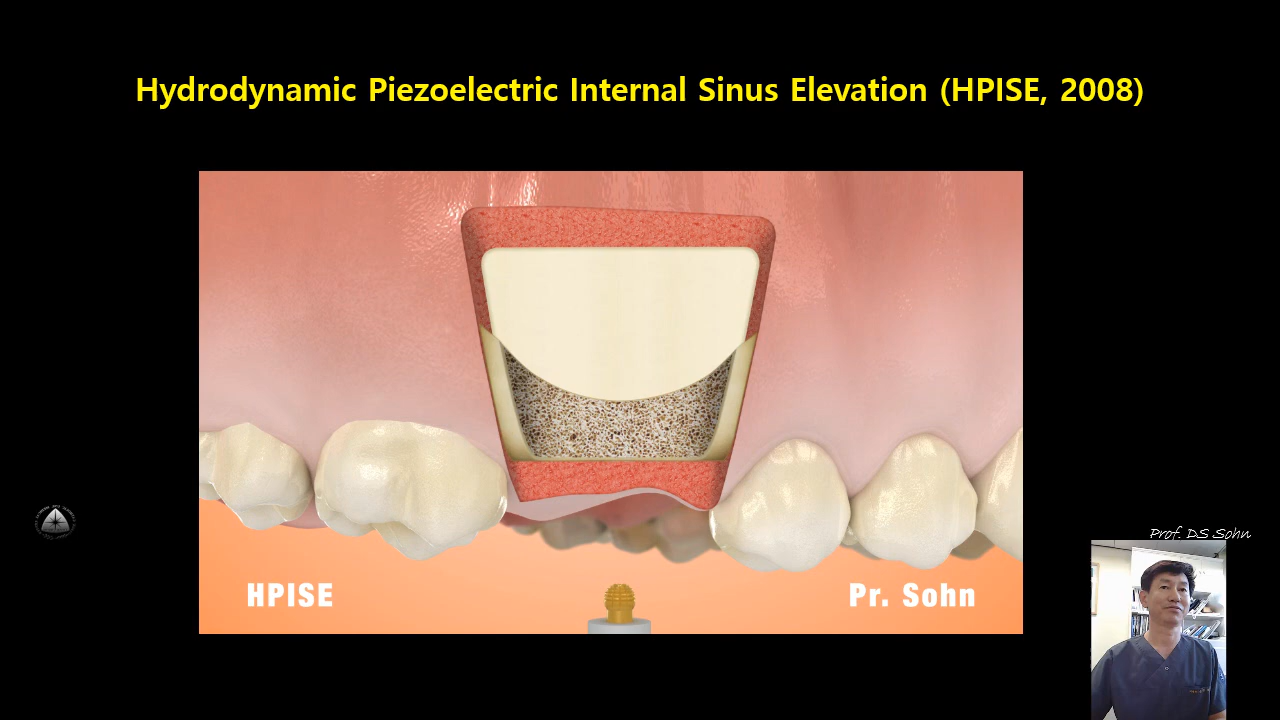 Hydrodynamic Piezoelectric Internal Sinus Elevation (HPISE, 2008)
Prof. DS Sohn
HPISE
Pr. Sohn